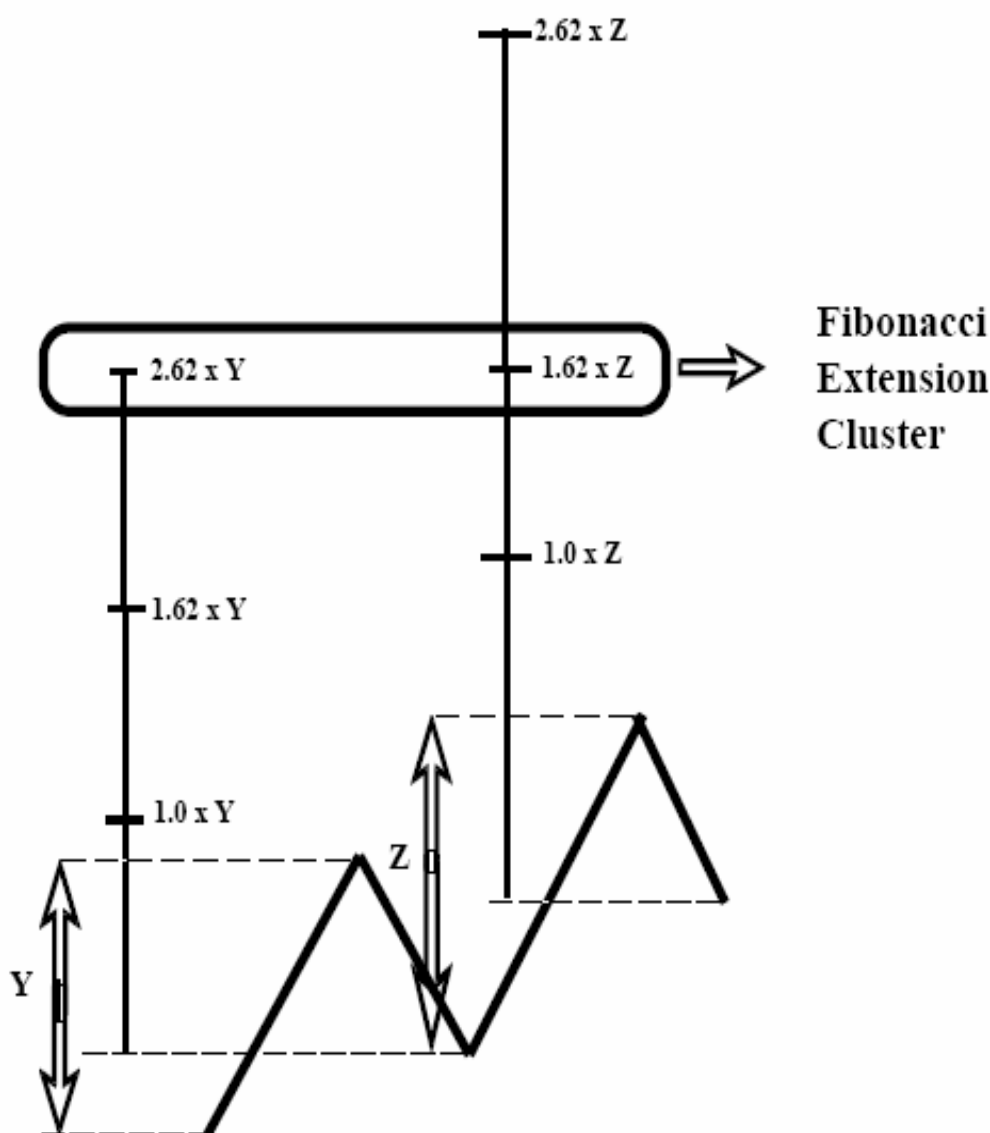 2.62 x Z
Fibonacci
Extension
Cluster
2.62 x Y
1.62 x Z
1.0 x Z
1.62 x Y
1.0 x Y
Z
Y